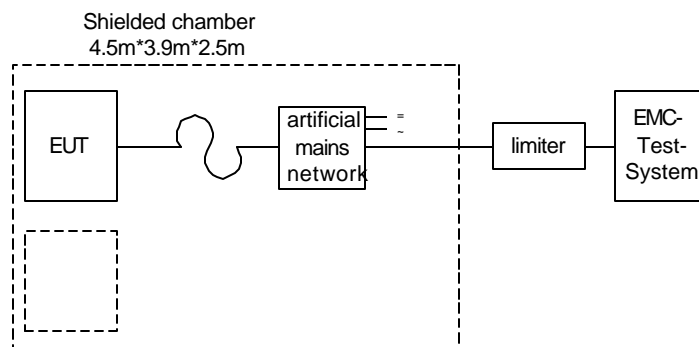 Shielded chamber
4.5m*3.9m*2.5m
EUT
artificial
mains
network
=
~
limiter
EMC-
Test-
System